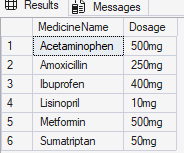 Results Messages
MedicineName Dosage
1 Acetaminophen 500mg
2 Amoxicillin 250mg
3 Ibuprofen 400mg
4 Lisinopril 10mg
5 Metformin 500mg
6 Sumatriptan 50mg